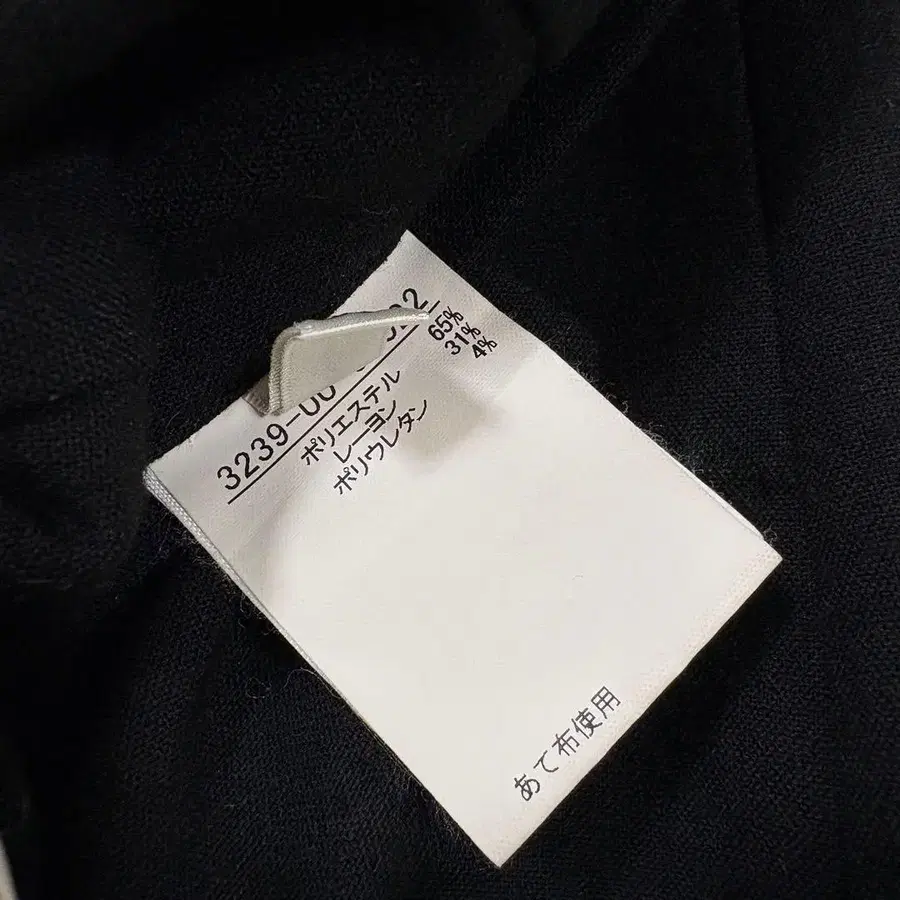 3239-00
ポリエステル 65%
レーヨン 31%
ポリウレタン 4%
あて布使用